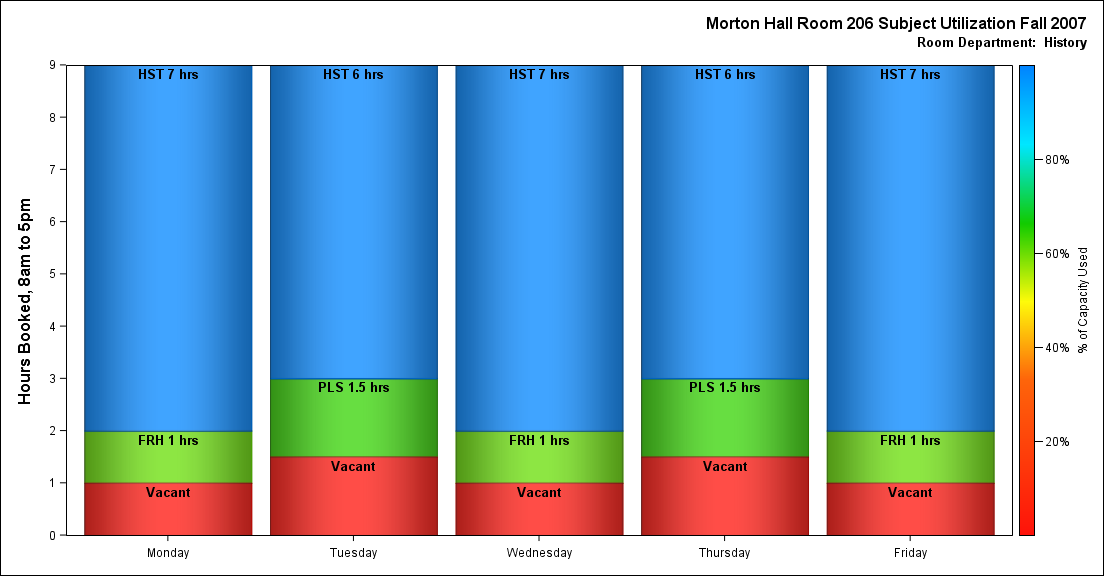 Morton Hall Room 206 Subject Utilization Fall 2007
Room Department:  History
Hours Booked, 8am to 5pm
9
8
7
6
5
4
3
2
1
0
HST 7 hrs
FRH 1 hrs
Vacant
HST 6 hrs
PLS 1.5 hrs
Vacant
HST 7 hrs
FRH 1 hrs
Vacant
HST 6 hrs
PLS 1.5 hrs
Vacant
HST 7 hrs
FRH 1 hrs
Vacant
Monday
Tuesday
Wednesday
Thursday
Friday
80%
60%
40%
20%
% of Capacity Used